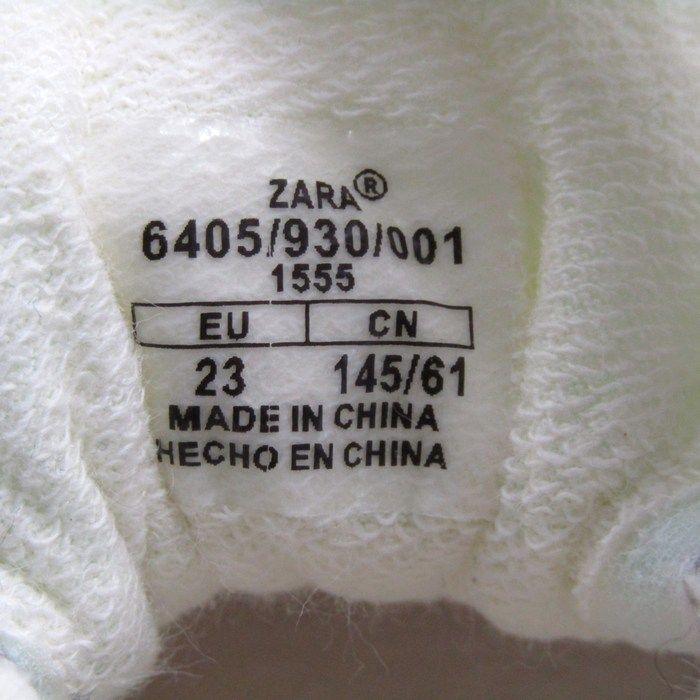 ZARA®
6405/930/001
1555
EU CN
23 145/61
MADE IN CHINA
HECHO EN CHINA